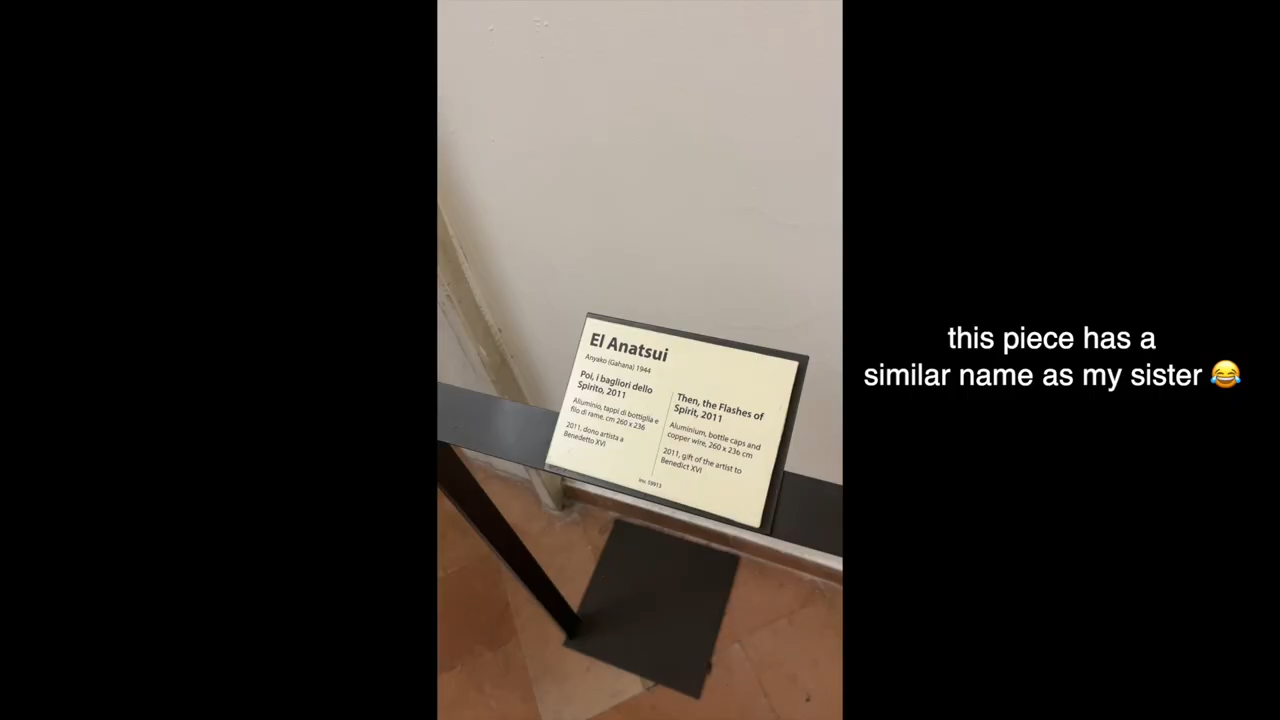 El Anatsui
Anyako (Gahana) 1944
Poi, i bagliori dello
Spirito, 2011
Alluminio, tappi di bottiglia e
filo di rame, cm 260 x 236
2011, dono artista a
Benedetto XVI
Then, the Flashes of
Spirit, 2011
Aluminium, bottle caps and
copper wire, 260 x 236 cm
2011, gift of the artist to
Benedict XVI
Inv. 59913
this piece has a
similar name as my sister 😂